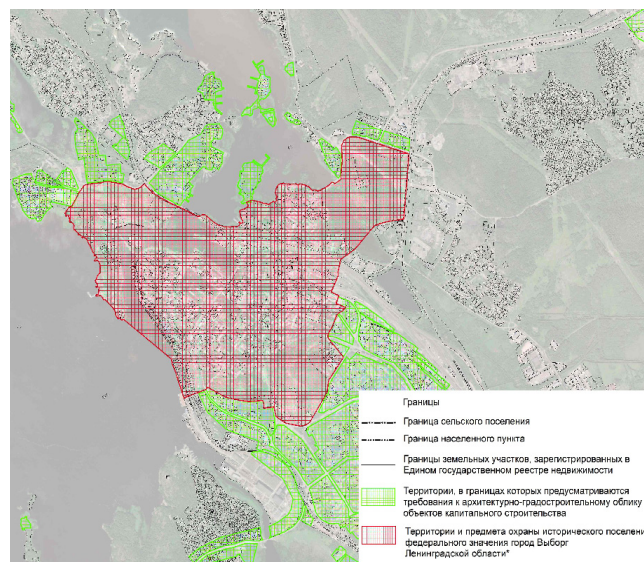 Границы
Граница сельского поселения
Граница населенного пункта
Границы земельных участков, зарегистрированных в
Едином государственном реестре недвижимости
Территории, в границах которых предусматриваются
требования к архитектурно-градостроительному облику
объектов капитального строительства
Территории и предмета охраны исторического поселени
федерального значения город Выборг
Ленинградской области*